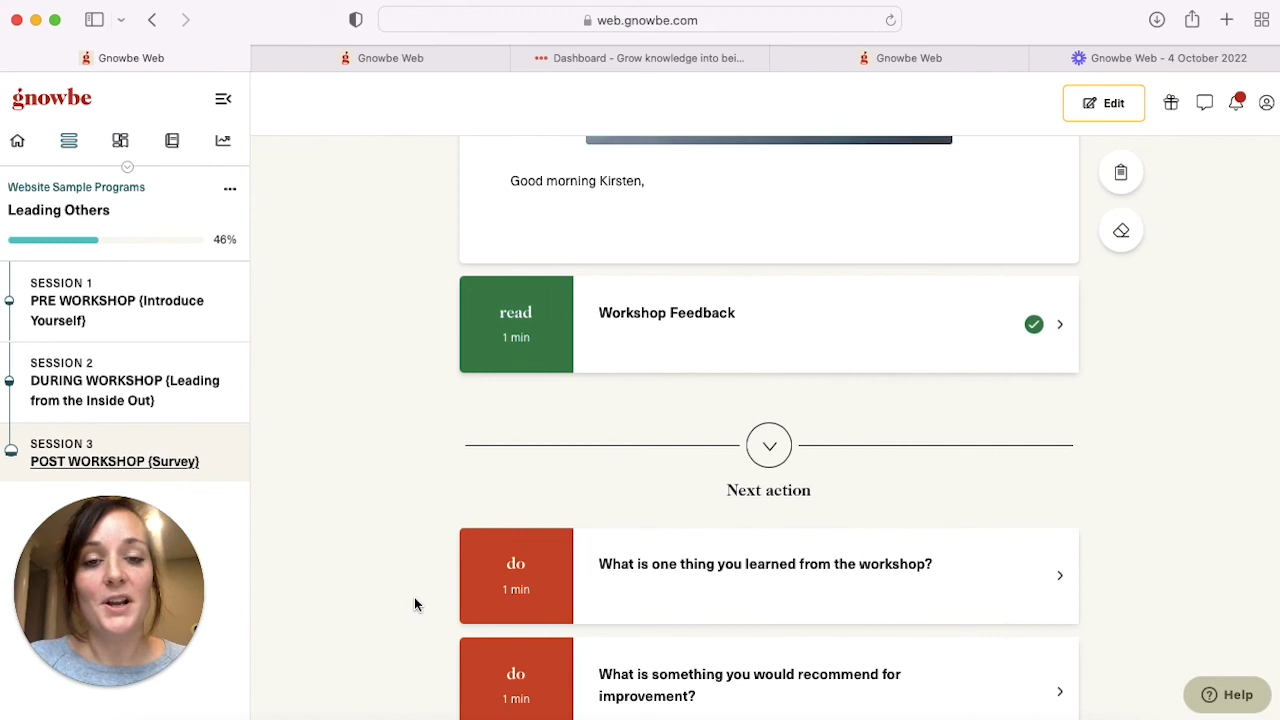 web.gnowbe.com
Gnowbe Web
Gnowbe Web
Dashboard - Grow knowledge into bei...
Gnowbe Web
Gnowbe Web - 4 October 2022
gnowbe
Edit
Website Sample Programs
Leading Others
46%
SESSION 1
PRE WORKSHOP {Introduce
Yourself}
SESSION 2
DURING WORKSHOP {Leading
from the Inside Out}
SESSION 3
POST WORKSHOP {Survey}
Good morning Kirsten,
read
1 min
Workshop Feedback
Next action
do
1 min
What is one thing you learned from the workshop?
do
1 min
What is something you would recommend for
improvement?
Help